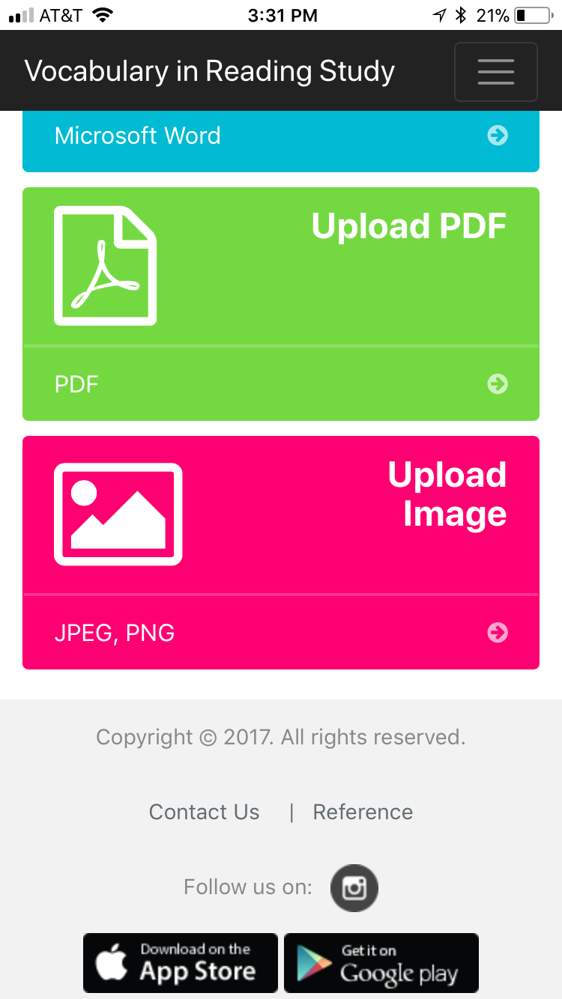 AT&T 3:31 PM 21%
Vocabulary in Reading Study
Microsoft Word
Upload PDF
PDF
Upload
Image
JPEG, PNG
Copyright © 2017. All rights reserved.
Contact Us | Reference
Follow us on:
Download on the
App Store
Get it on
Google play